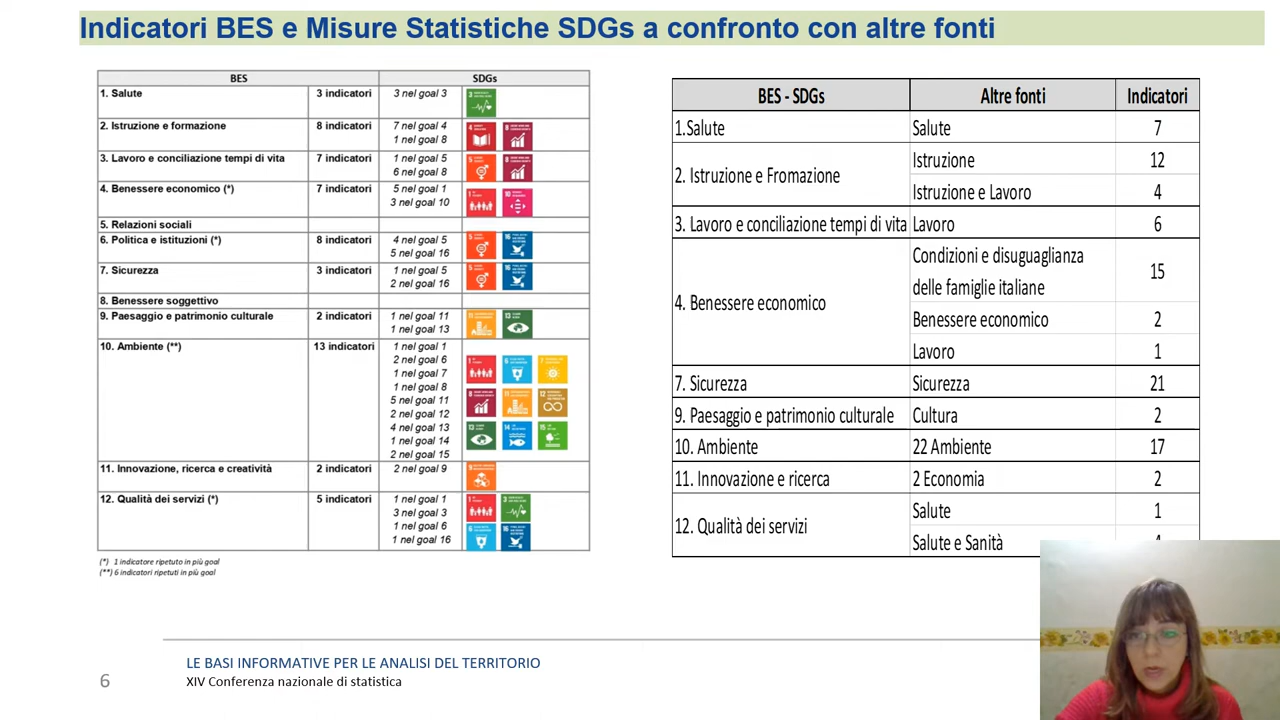 Indicatori BES e Misure Statistiche SDGs a confronto con altre fonti
BES SDGs
1. Salute 3 indicatori 3 nel goal 3
2. Istruzione e formazione 8 indicatori 7 nel goal 4
1 nel goal 8
3. Lavoro e conciliazione tempi di vita 7 indicatori 1 nel goal 5
6 nel goal 8
4. Benessere economico (*) 7 indicatori 5 nel goal 1
3 nel goal 10
5. Relazioni sociali
6. Politica e istituzioni (*) 8 indicatori 4 nel goal 5
5 nel goal 16
7. Sicurezza 3 indicatori 1 nel goal 5
2 nel goal 16
8. Benessere soggettivo
9. Paesaggio e patrimonio culturale 2 indicatori 1 nel goal 11
1 nel goal 13
10. Ambiente (**) 13 indicatori 1 nel goal 1
2 nel goal 6
1 nel goal 7
1 nel goal 8
5 nel goal 11
2 nel goal 12
4 nel goal 13
1 nel goal 14
2 nel goal 15
11. Innovazione, ricerca e creatività 2 indicatori 2 nel goal 9
12. Qualità dei servizi (*) 5 indicatori 1 nel goal 1
3 nel goal 3
1 nel goal 6
1 nel goal 16
(*) 1 indicatore ripetuto in più goal
(**) 6 indicatori ripetuti in più goal
BES - SDGs Altre fonti Indicatori
1.Salute Salute 7
2. Istruzione e Fromazione Istruzione 12
Istruzione e Lavoro 4
3. Lavoro e conciliazione tempi di vita Lavoro 6
4. Benessere economico Condizioni e disuguaglianza
delle famiglie italiane 15
Benessere economico 2
Lavoro 1
7. Sicurezza Sicurezza 21
9. Paesaggio e patrimonio culturale Cultura 2
10. Ambiente 22 Ambiente 17
11. Innovazione e ricerca 2 Economia 2
12. Qualità dei servizi Salute 1
Salute e Sanità
LE BASI INFORMATIVE PER LE ANALISI DEL TERRITORIO
6 XIV Conferenza nazionale di statistica